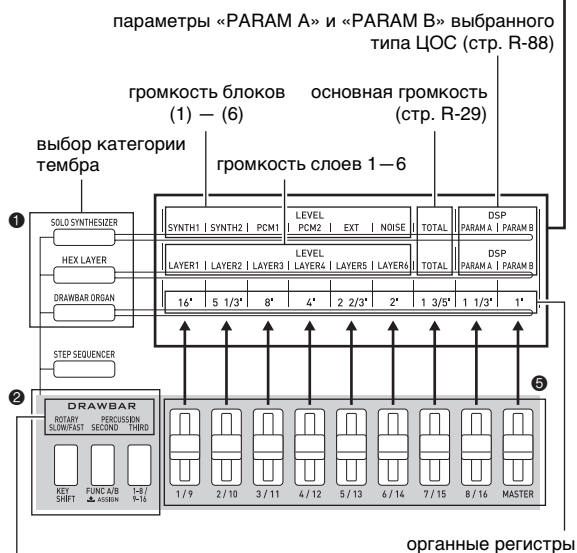 параметры «PARAM A» и «PARAM B» выбранного
типа ЦОС (стр. R-88)
громкость блоков
(1) — (6)
основная громкость
(стр. R-29)
выбор категории
тембра
громкость слоев 1—6
❶
SOLO SYNTHESIZER
LEVEL
DSP
SYNTH1 | SYNTH2 | PCM1 | PCM2 | EXT | NOISE | TOTAL | PARAM A | PARAM B
HEX LAYER
LEVEL
DSP
LAYER1 | LAYER2 | LAYER3 | LAYER4 | LAYER5 | LAYER6 | TOTAL | PARAM A | PARAM B
DRAWBAR ORGAN
16' | 5 1/3' | 8' | 4' | 2 2/3' | 2' | 1 3/5' | 1 1/3' | 1'
STEP SEQUENCER
❷
❺
DRAWBAR
ROTARY
SLOW/FAST
PERCUSSION
SECOND THIRD
KEY
SHIFT
FUNC A/B
ASSIGN
1-8 /
9-16
1 / 9
2 / 10
3 / 11
4 / 12
5 / 13
6 / 14
7 / 15
8 / 16
MASTER
органные регистры